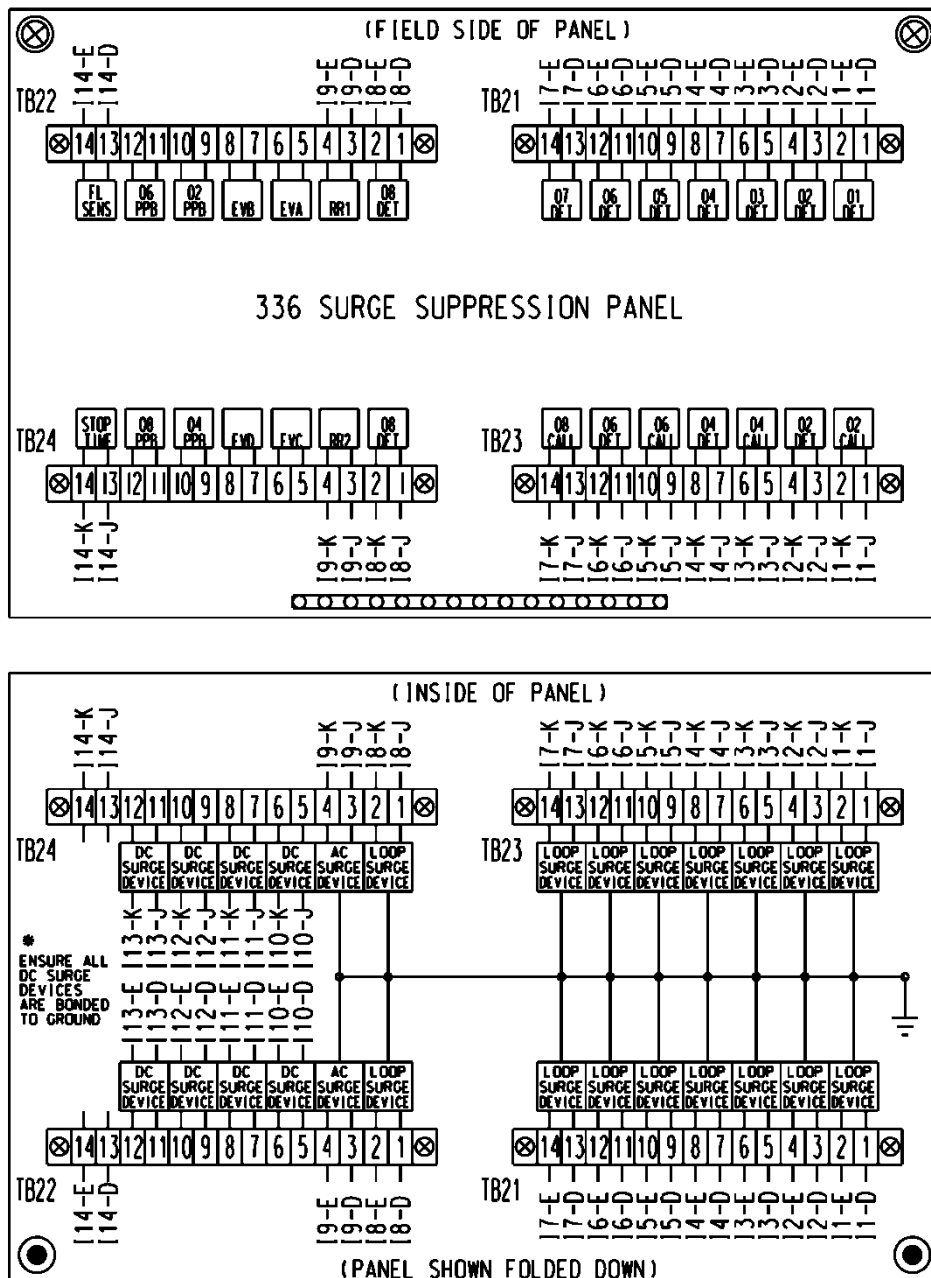 (FIELD SIDE OF PANEL)
I14-E I14-D I9-E I9-D I8-E I8-D I7-E I7-D I6-E I6-D I5-E I5-D I4-E I4-D I3-E I3-D I2-E I2-D I1-E I1-D
TB22 TB21
14 13 12 11 10 9 8 7 6 5 4 3 2 1 14 13 12 11 10 9 8 7 6 5 4 3 2 1
FL SENS 06 PPB 02 PPB EVB EVA RR1 08 DET 07 DET 06 DET 05 DET 04 DET 03 DET 02 DET 01 DET
336 SURGE SUPPRESSION PANEL
STOP TIME 08 PPB 04 PPB EVD EVC RR2 08 DET 08 CALL 06 DET 06 CALL 04 DET 04 CALL 02 DET 02 CALL
TB24 TB23
14 13 12 11 10 9 8 7 6 5 4 3 2 1 14 13 12 11 10 9 8 7 6 5 4 3 2 1
I14-K I14-J I9-K I9-J I8-K I8-J I7-K I7-J I6-K I6-J I5-K I5-J I4-K I4-J I3-K I3-J I2-K I2-J I1-K I1-J
(INSIDE OF PANEL)
I14-K I14-J I9-K I9-J I8-K I8-J I7-K I7-J I6-K I6-J I5-K I5-J I4-K I4-J I3-K I3-J I2-K I2-J I1-K I1-J
14 13 12 11 10 9 8 7 6 5 4 3 2 1 14 13 12 11 10 9 8 7 6 5 4 3 2 1
TB24 TB23
DC DC DC DC AC LOOP LOOP LOOP LOOP LOOP LOOP LOOP LOOP
SURGE SURGE SURGE SURGE SURGE SURGE SURGE SURGE SURGE SURGE SURGE SURGE SURGE
DEVICE DEVICE DEVICE DEVICE DEVICE DEVICE DEVICE DEVICE DEVICE DEVICE DEVICE DEVICE DEVICE
I13-K I13-J I12-K I12-J I11-K I11-J I10-K I10-J
*
ENSURE ALL
DC SURGE
DEVICES
ARE BONDED
TO GROUND
I13-E I13-D I12-E I12-D I11-E I11-D I10-E I10-D
DC DC DC DC AC LOOP LOOP LOOP LOOP LOOP LOOP LOOP LOOP
SURGE SURGE SURGE SURGE SURGE SURGE SURGE SURGE SURGE SURGE SURGE SURGE SURGE
DEVICE DEVICE DEVICE DEVICE DEVICE DEVICE DEVICE DEVICE DEVICE DEVICE DEVICE DEVICE DEVICE
14 13 12 11 10 9 8 7 6 5 4 3 2 1 14 13 12 11 10 9 8 7 6 5 4 3 2 1
TB22 TB21
I14-E I14-D I9-E I9-D I8-E I8-D I7-E I7-D I6-E I6-D I5-E I5-D I4-E I4-D I3-E I3-D I2-E I2-D I1-E I1-D
(PANEL SHOWN FOLDED DOWN)